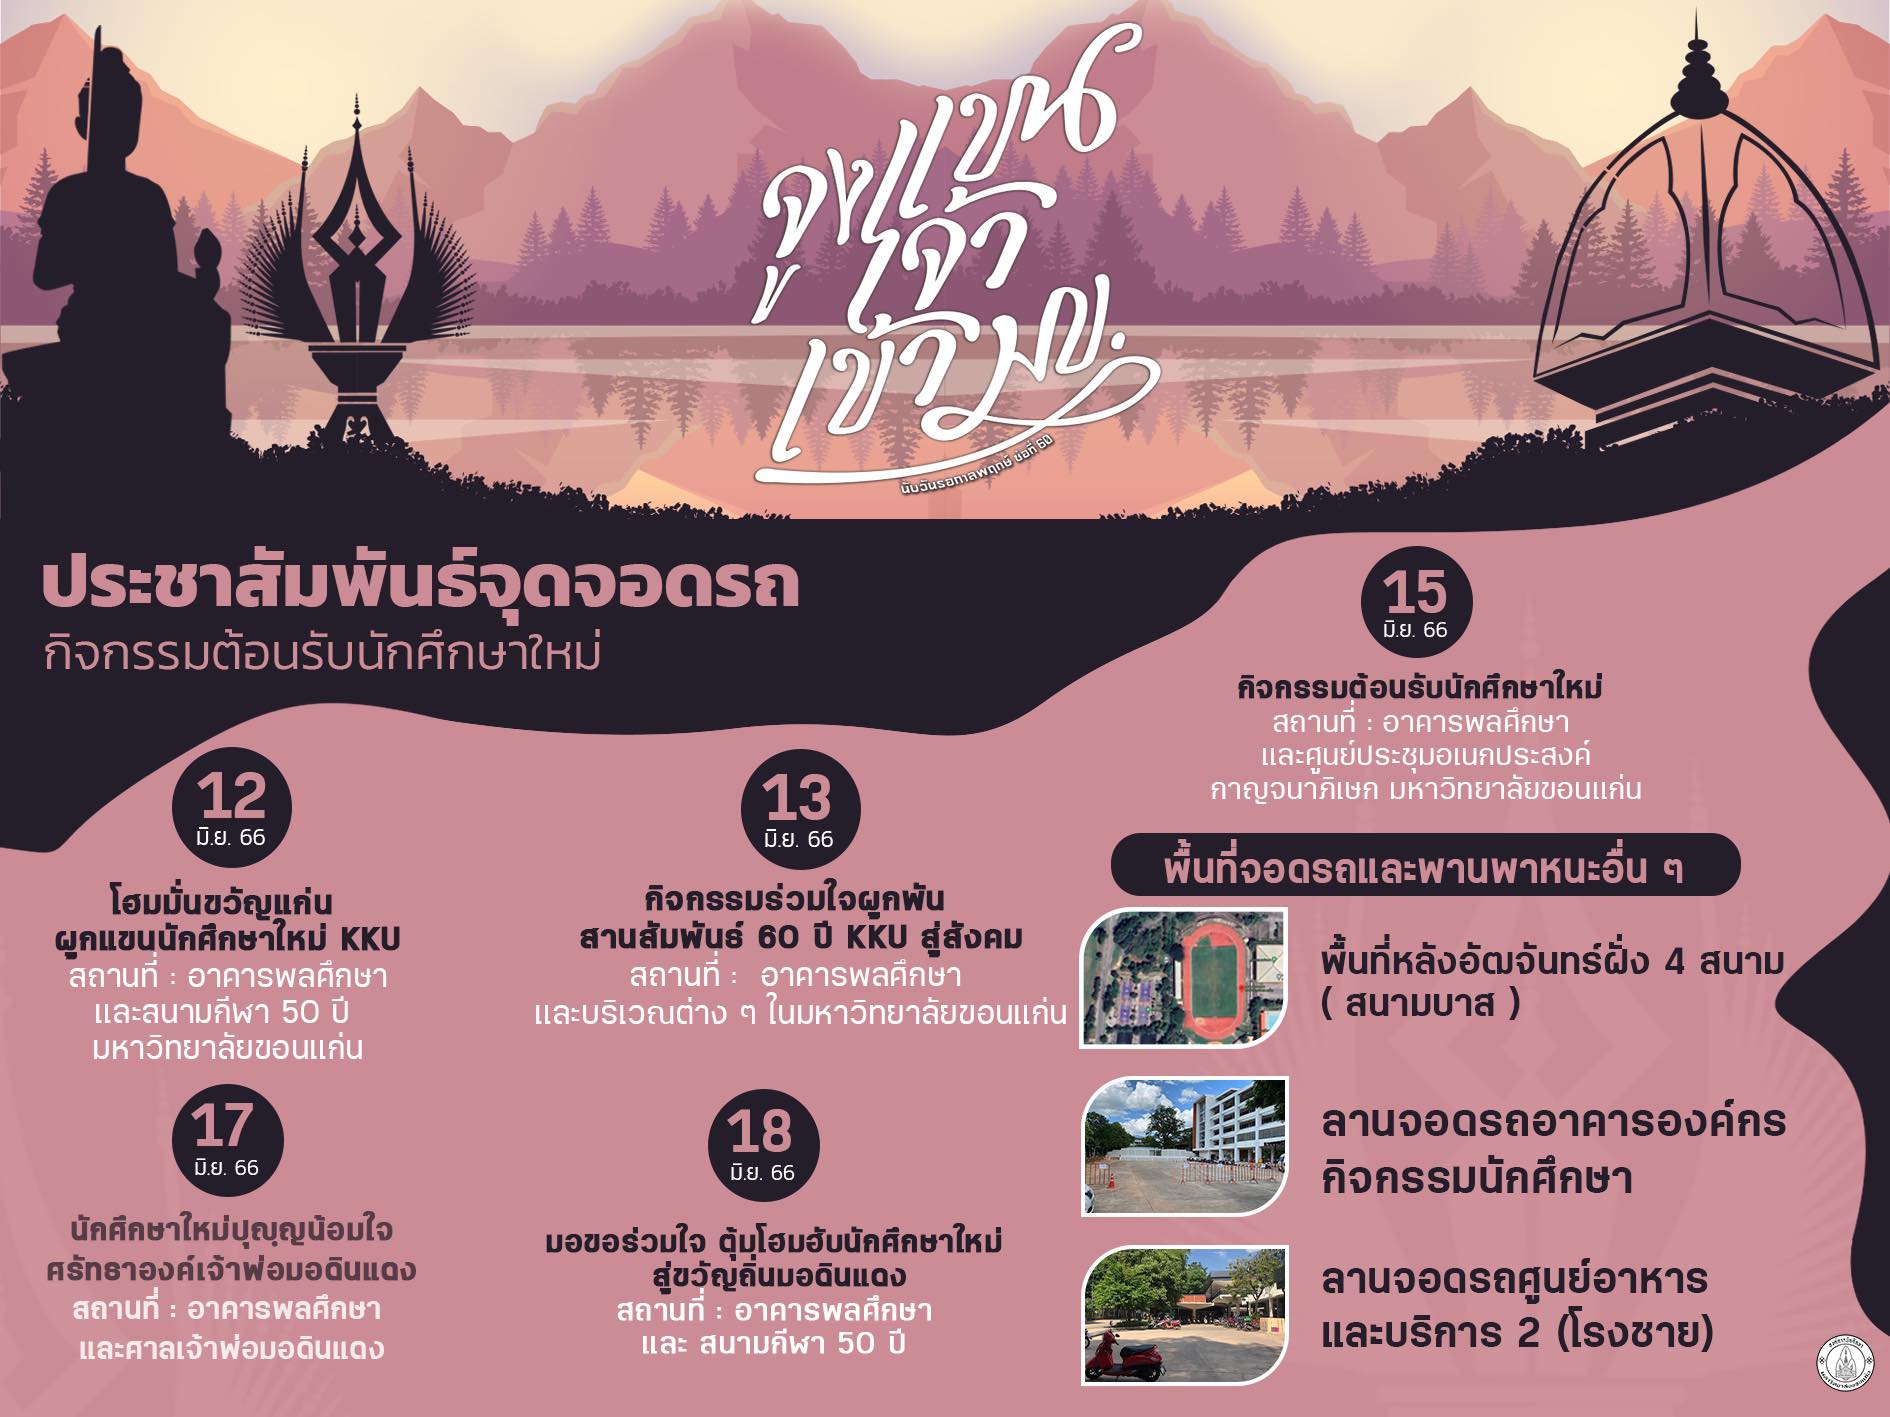 จูงแขน
เจ้า
เข้า มข.
นับวันรอกาลพฤกษ์ ช่อที่ 60
ประชาสัมพันธ์จุดจอดรถ
กิจกรรมต้อนรับนักศึกษาใหม่
12
มิ.ย. 66
โฮมมั่นขวัญแก่น
ผูกแขนนักศึกษาใหม่ KKU
สถานที่ : อาคารพลศึกษา
และสนามกีฬา 50 ปี
มหาวิทยาลัยขอนแก่น
13
มิ.ย. 66
กิจกรรมร่วมใจผูกพัน
สานสัมพันธ์ 60 ปี KKU สู่สังคม
สถานที่ : อาคารพลศึกษา
และบริเวณต่าง ๆ ในมหาวิทยาลัยขอนแก่น
15
มิ.ย. 66
กิจกรรมต้อนรับนักศึกษาใหม่
สถานที่ : อาคารพลศึกษา
และศูนย์ประชุมอเนกประสงค์
กาญจนาภิเษก มหาวิทยาลัยขอนแก่น
17
มิ.ย. 66
นักศึกษาใหม่ปุญฺญน้อมใจ
ศรัทธาองค์เจ้าพ่อมอดินแดง
สถานที่ : อาคารพลศึกษา
และศาลเจ้าพ่อมอดินแดง
18
มิ.ย. 66
มอขอร่วมใจ ตุ้มโฮมฮับนักศึกษาใหม่
สู่ขวัญถิ่นมอดินแดง
สถานที่ : อาคารพลศึกษา
และ สนามกีฬา 50 ปี
พื้นที่จอดรถและพานพาหนะอื่น ๆ
พื้นที่หลังอัฒจันทร์ฝั่ง 4 สนาม
( สนามบาส )
ลานจอดรถอาคารองค์กร
กิจกรรมนักศึกษา
ลานจอดรถศูนย์อาหาร
และบริการ 2 (โรงชาย)